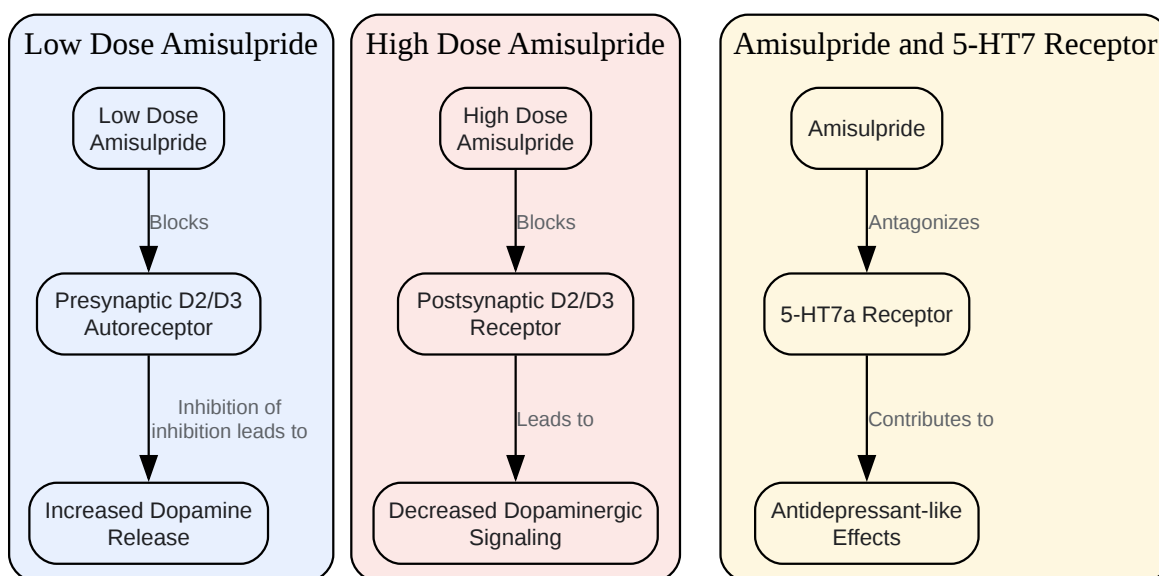 Low Dose Amisulpride
Low Dose
Amisulpride
Blocks
Presynaptic D2/D3
Autoreceptor
Inhibition of
inhibition leads to
Increased Dopamine
Release
High Dose Amisulpride
High Dose
Amisulpride
Blocks
Postsynaptic D2/D3
Receptor
Leads to
Decreased Dopaminergic
Signaling
Amisulpride and 5-HT7 Receptor
Amisulpride
Antagonizes
5-HT7a Receptor
Contributes to
Antidepressant-like
Effects